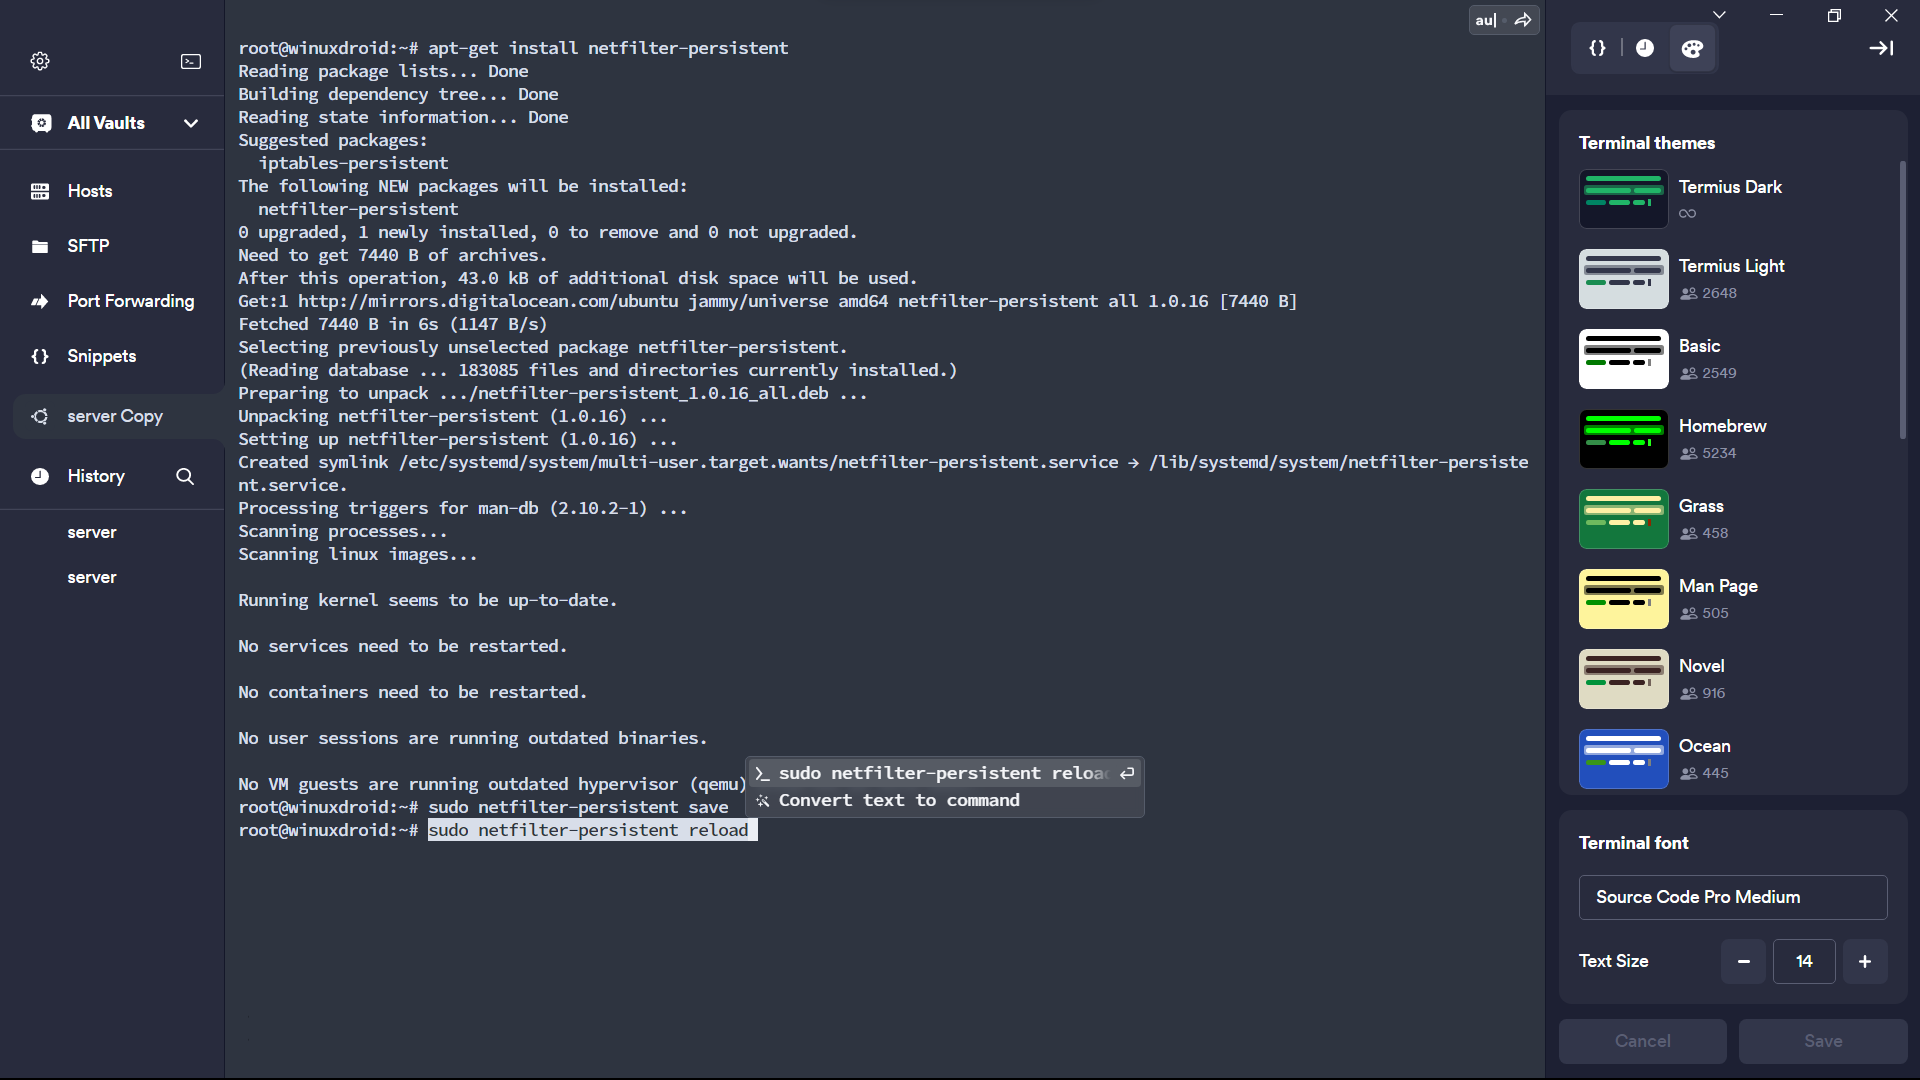 All Vaults
Hosts
SFTP
Port Forwarding
Snippets
server Copy
History
server
server
au|
root@winuxdroid:~# apt-get install netfilter-persistent
Reading package lists... Done
Building dependency tree... Done
Reading state information... Done
Suggested packages:
  iptables-persistent
The following NEW packages will be installed:
  netfilter-persistent
0 upgraded, 1 newly installed, 0 to remove and 0 not upgraded.
Need to get 7440 B of archives.
After this operation, 43.0 kB of additional disk space will be used.
Get:1 http://mirrors.digitalocean.com/ubuntu jammy/universe amd64 netfilter-persistent all 1.0.16 [7440 B]
Fetched 7440 B in 6s (1147 B/s)
Selecting previously unselected package netfilter-persistent.
(Reading database ... 183085 files and directories currently installed.)
Preparing to unpack .../netfilter-persistent_1.0.16_all.deb ...
Unpacking netfilter-persistent (1.0.16) ...
Setting up netfilter-persistent (1.0.16) ...
Created symlink /etc/systemd/system/multi-user.target.wants/netfilter-persistent.service → /lib/systemd/system/netfilter-persiste
nt.service.
Processing triggers for man-db (2.10.2-1) ...
Scanning processes...
Scanning linux images...
Running kernel seems to be up-to-date.
No services need to be restarted.
No containers need to be restarted.
No user sessions are running outdated binaries.
No VM guests are running outdated hypervisor (qemu)
root@winuxdroid:~# sudo netfilter-persistent save
root@winuxdroid:~# sudo netfilter-persistent reload
sudo netfilter-persistent reloa
Convert text to command
Terminal themes
Termius Dark
∞
Termius Light
2648
Basic
2549
Homebrew
5234
Grass
458
Man Page
505
Novel
916
Ocean
445
Terminal font
Source Code Pro Medium
Text Size
14
Cancel
Save